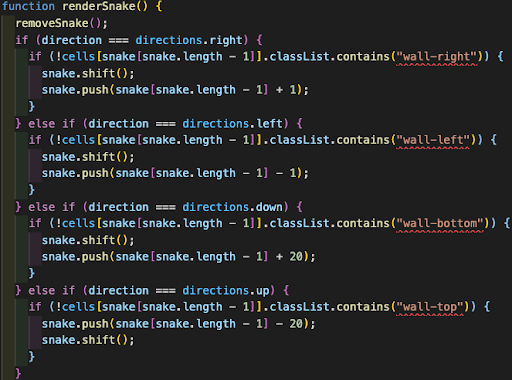 function renderSnake() {
  removeSnake();
  if (direction === directions.right) {
    if (!cells[snake[snake.length - 1]].classList.contains("wall-right")) {
      snake.shift();
      snake.push(snake[snake.length - 1] + 1);
    }
  } else if (direction === directions.left) {
    if (!cells[snake[snake.length - 1]].classList.contains("wall-left")) {
      snake.shift();
      snake.push(snake[snake.length - 1] - 1);
    }
  } else if (direction === directions.down) {
    if (!cells[snake[snake.length - 1]].classList.contains("wall-bottom")) {
      snake.shift();
      snake.push(snake[snake.length - 1] + 20);
    }
  } else if (direction === directions.up) {
    if (!cells[snake[snake.length - 1]].classList.contains("wall-top")) {
      snake.push(snake[snake.length - 1] - 20);
      snake.shift();
    }
  }